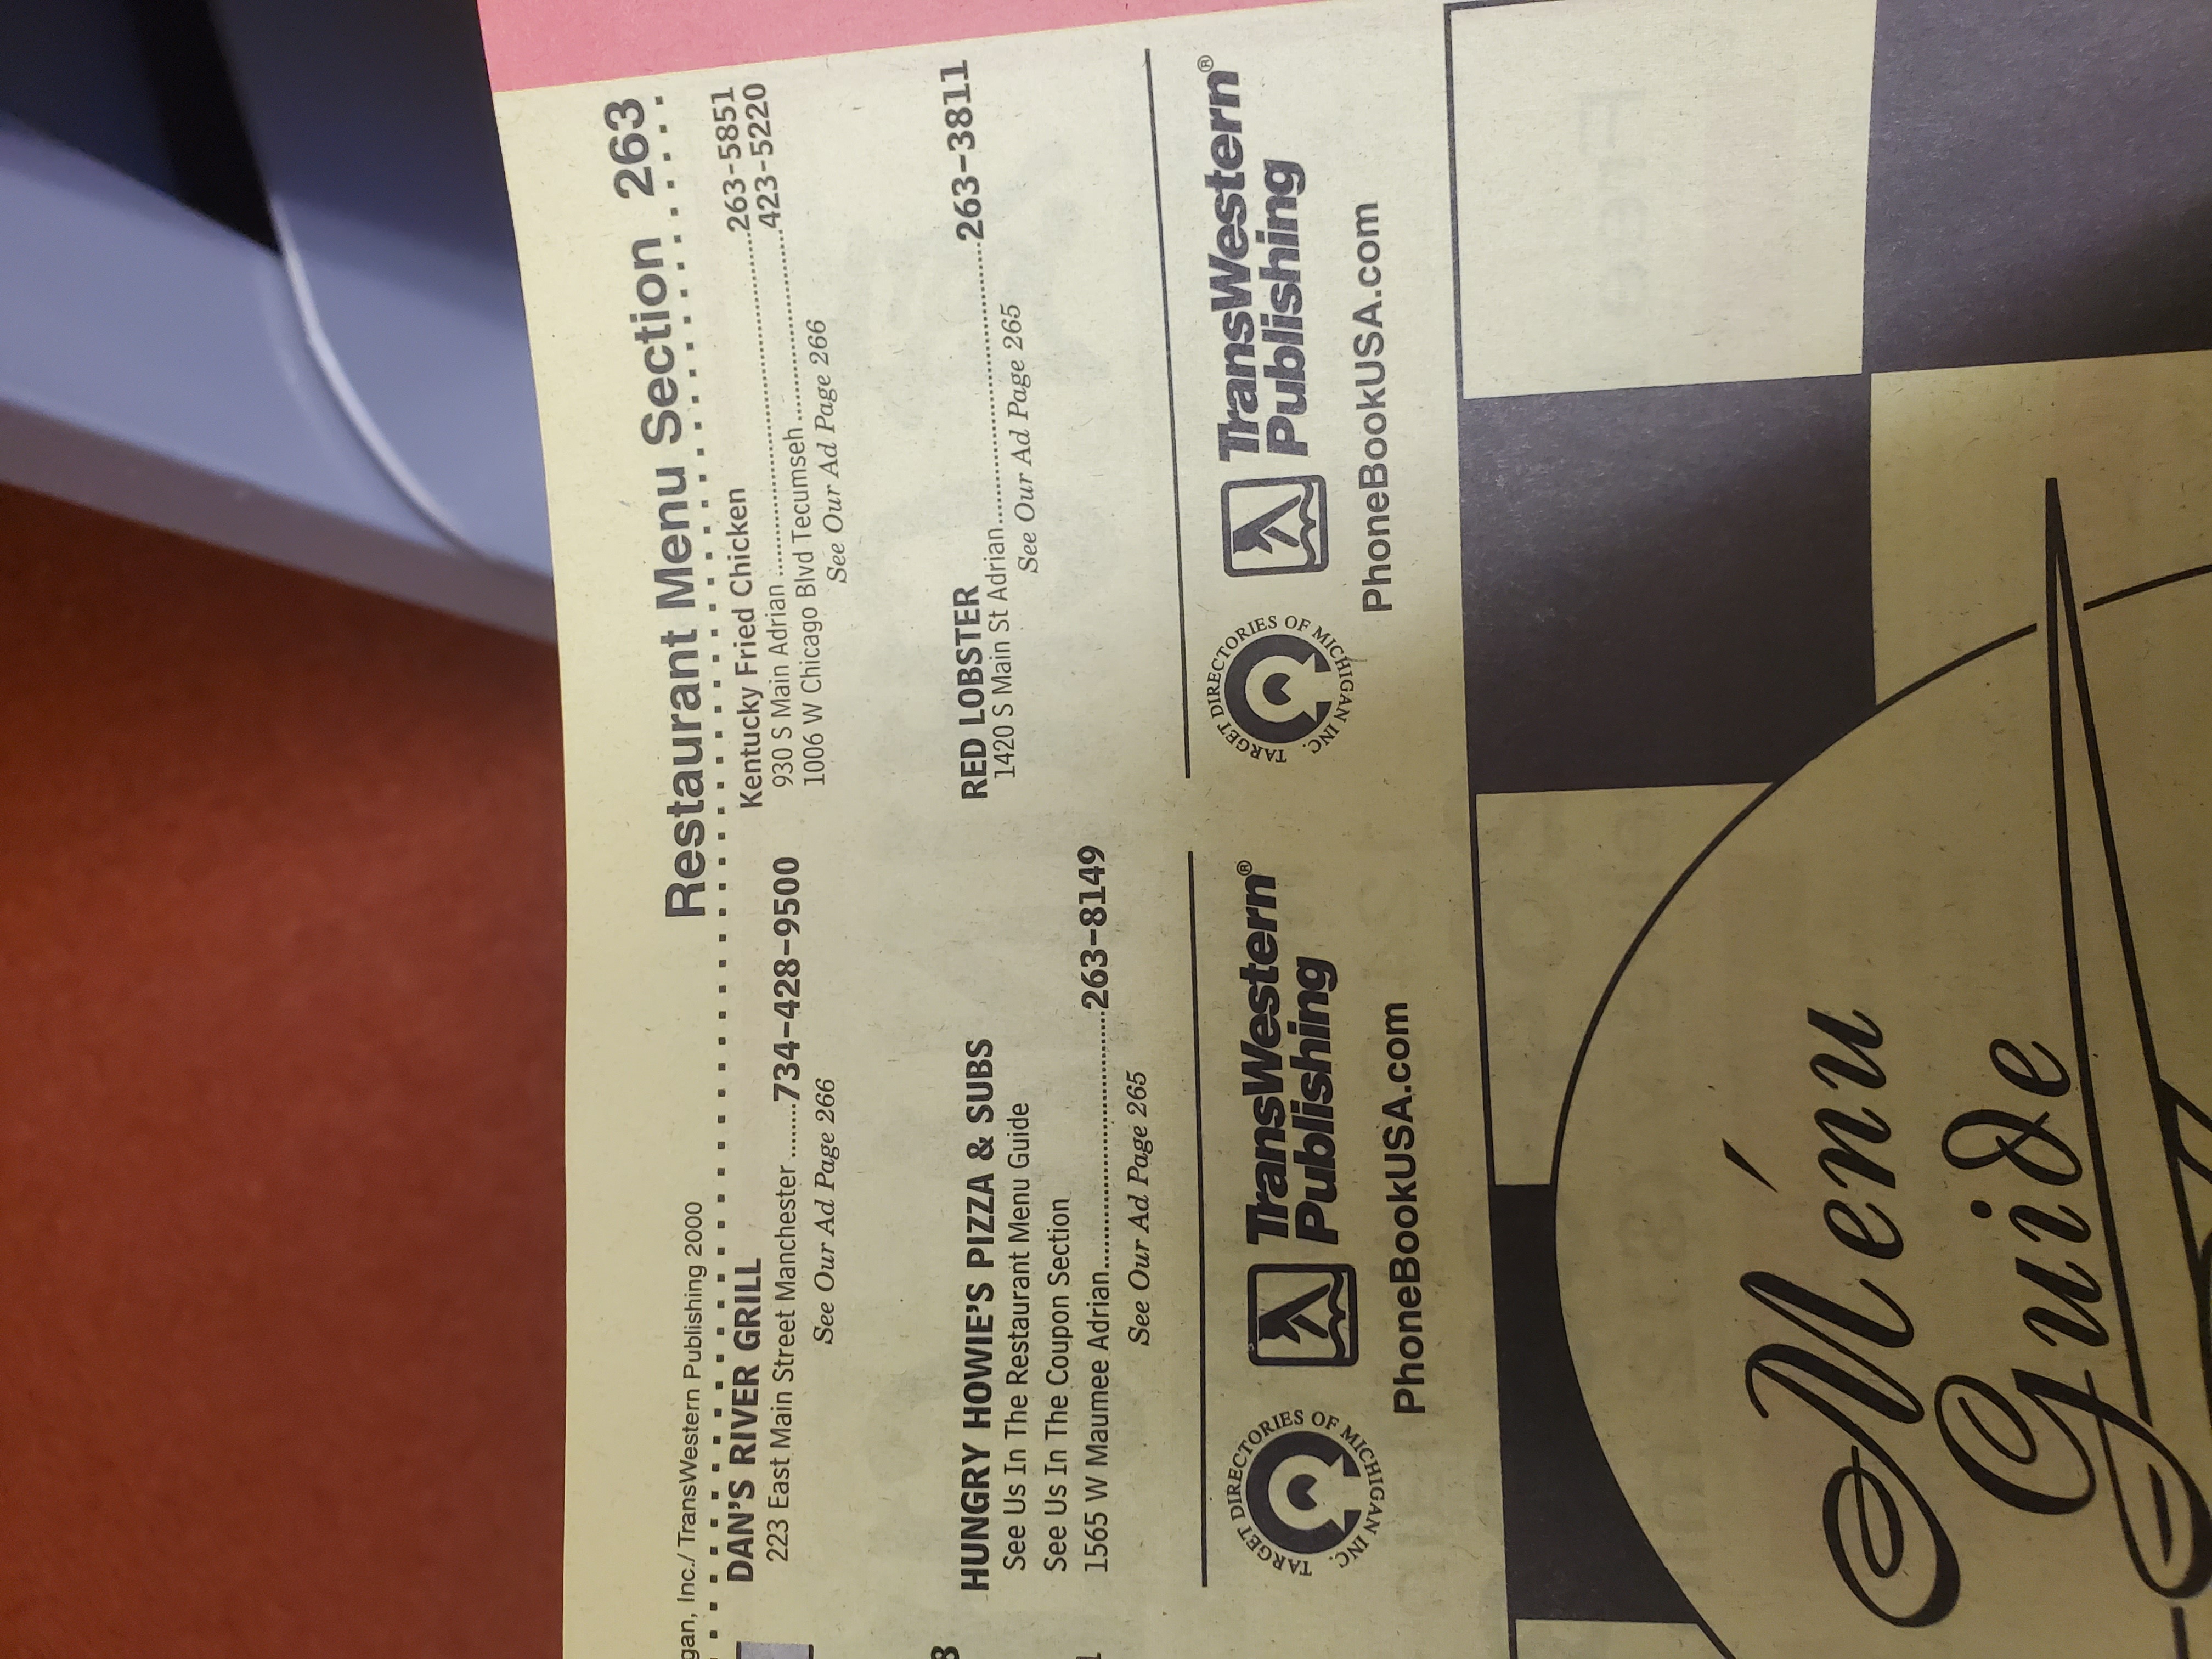 gan, Inc./ TransWestern Publishing 2000
Restaurant Menu Section 263
DAN'S RIVER GRILL
223 East Main Street Manchester.......734-428-9500
See Our Ad Page 266
HUNGRY HOWIE'S PIZZA & SUBS
See Us In The Restaurant Menu Guide
See Us In The Coupon Section
1565 W Maumee Adrian..............................263-8149
See Our Ad Page 265
TARGET DIRECTORIES OF MICHIGAN INC.
TransWestern®
Publishing
PhoneBookUSA.com
Kentucky Fried Chicken
930 S Main Adrian ........................................263-5851
1006 W Chicago Blvd Tecumseh......................423-5220
See Our Ad Page 266
RED LOBSTER
1420 S Main St Adrian..............................263-3811
See Our Ad Page 265
TARGET DIRECTORIES OF MICHIGAN INC.
TransWestern®
Publishing
PhoneBookUSA.com
Ménu
Guide